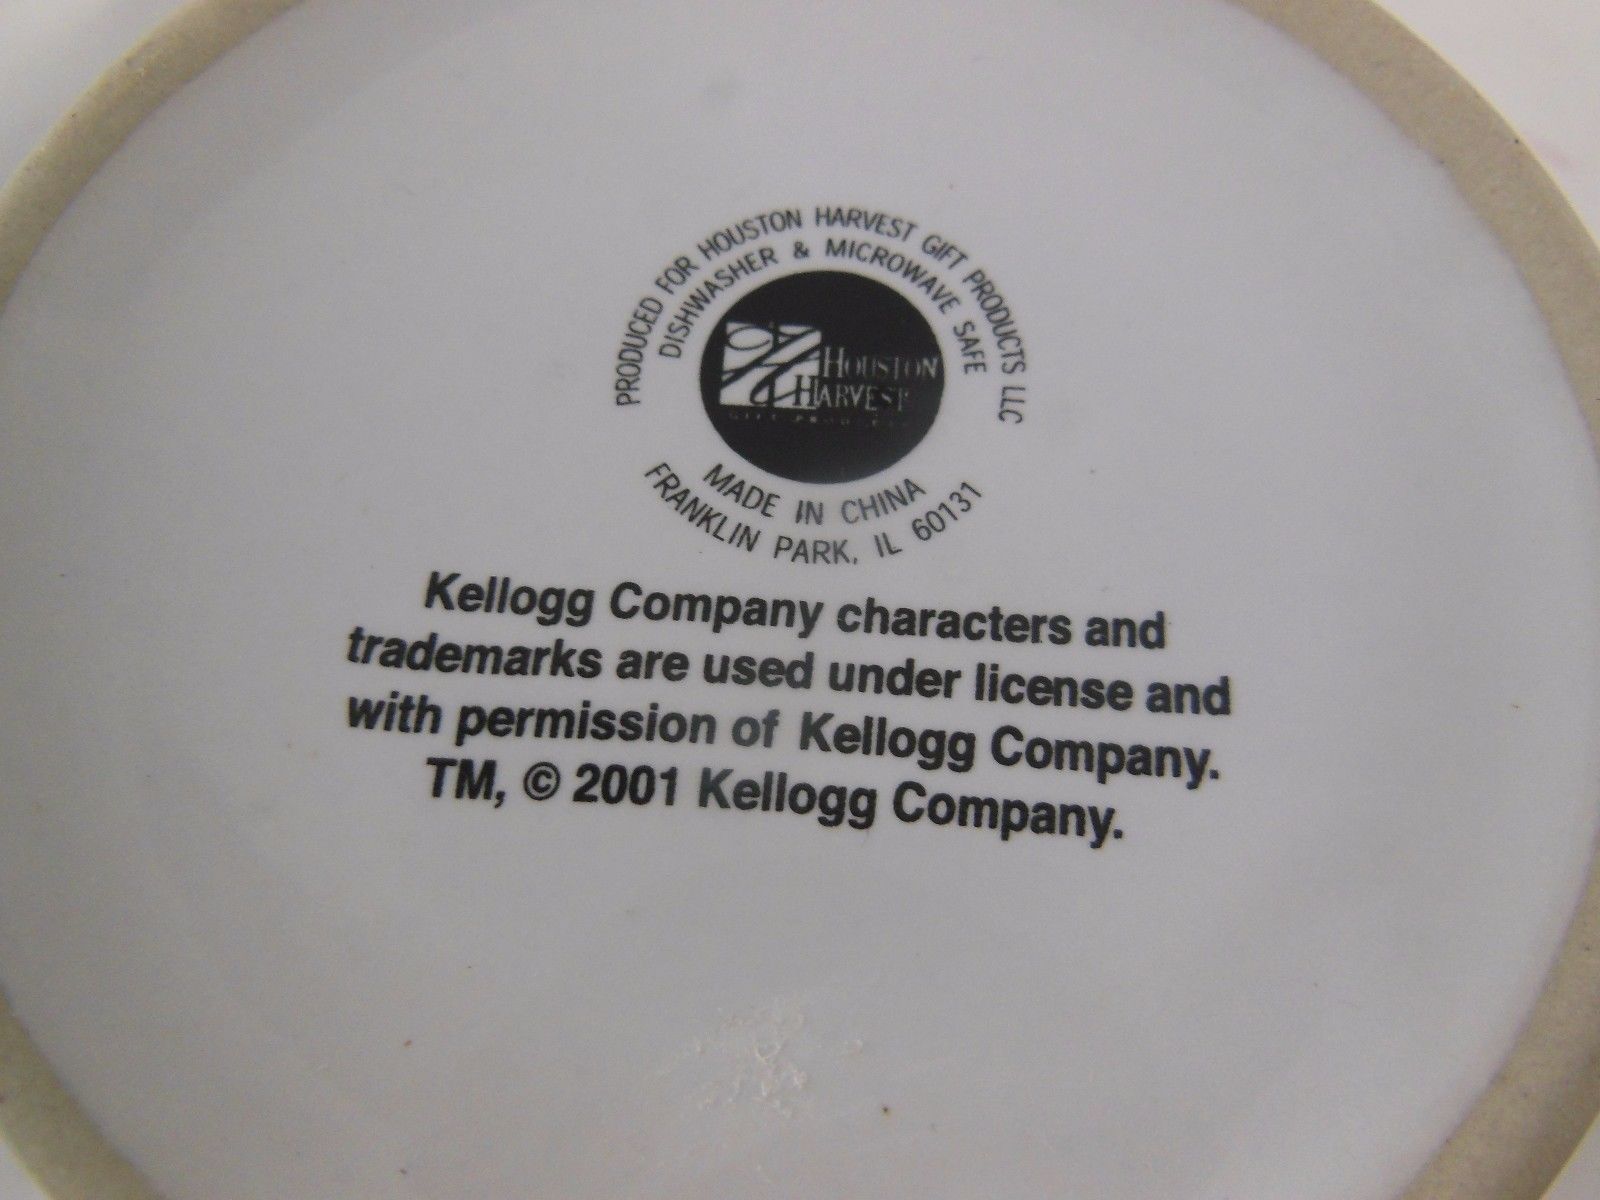 PRODUCED FOR HOUSTON HARVEST GIFT PRODUCTS LLC
DISHWASHER & MICROWAVE SAFE
HOUSTON
HARVEST
GIFT PRODUCTS
MADE IN CHINA
FRANKLIN PARK, IL 60131
Kellogg Company characters and
trademarks are used under license and
with permission of Kellogg Company.
TM, © 2001 Kellogg Company.